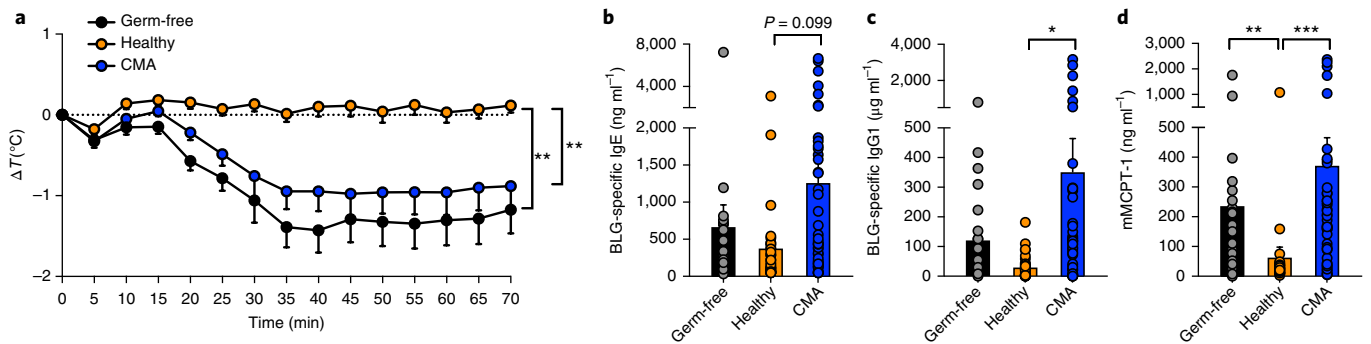 a
Germ-free
Healthy
CMA
1
0
−1
−2
ΔT(°C)
**
**
0 5 10 15 20 25 30 35 40 45 50 55 60 65 70
Time (min)
b
P = 0.099
8,000
6,000
4,000
2,000
1,500
1,000
500
0
BLG-specific IgE (ng ml⁻¹)
Germ-free Healthy CMA
c
*
4,000
2,000
500
400
300
200
100
0
BLG-specific IgG1 (μg ml⁻¹)
Germ-free Healthy CMA
d
** ***
3,000
2,000
1,000
500
400
300
200
100
0
mMCPT-1 (ng ml⁻¹)
Germ-free Healthy CMA